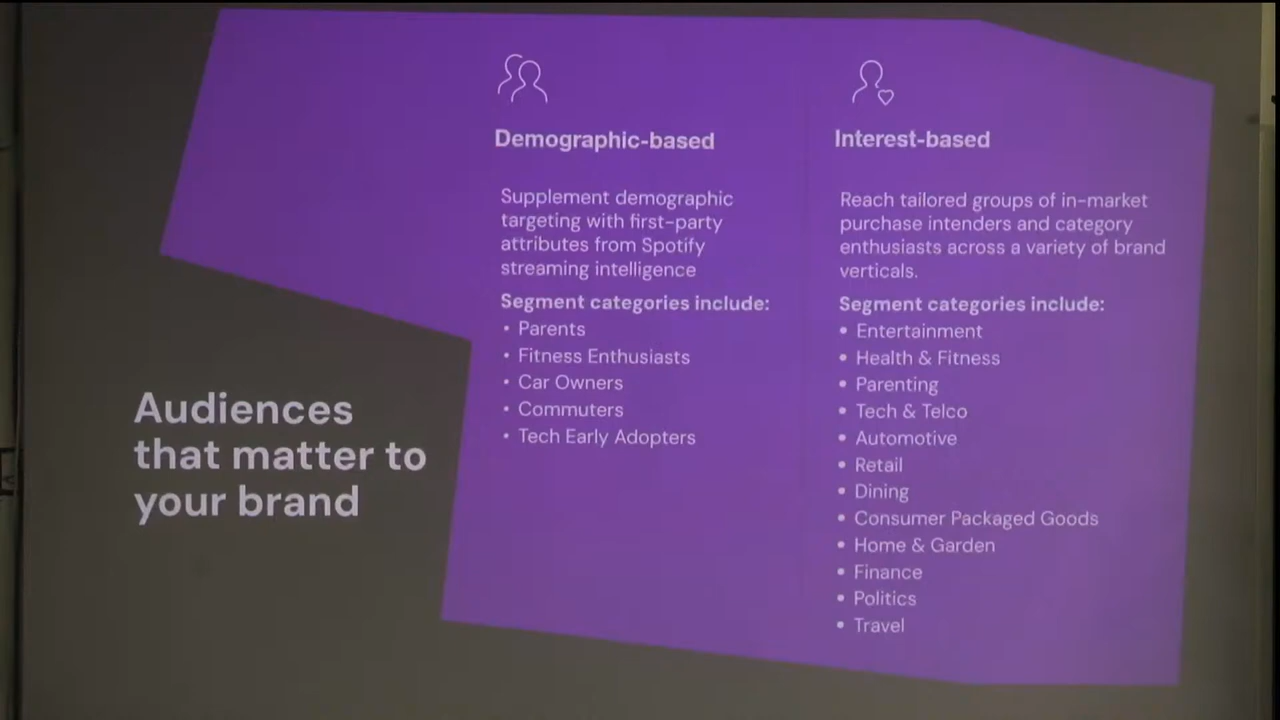 Audiences
that matter to
your brand
Demographic-based
Supplement demographic
targeting with first-party
attributes from Spotify
streaming intelligence
Segment categories include:
• Parents
• Fitness Enthusiasts
• Car Owners
• Commuters
• Tech Early Adopters
Interest-based
Reach tailored groups of in-market
purchase intenders and category
enthusiasts across a variety of brand
verticals.
Segment categories include:
• Entertainment
• Health & Fitness
• Parenting
• Tech & Telco
• Automotive
• Retail
• Dining
• Consumer Packaged Goods
• Home & Garden
• Finance
• Politics
• Travel